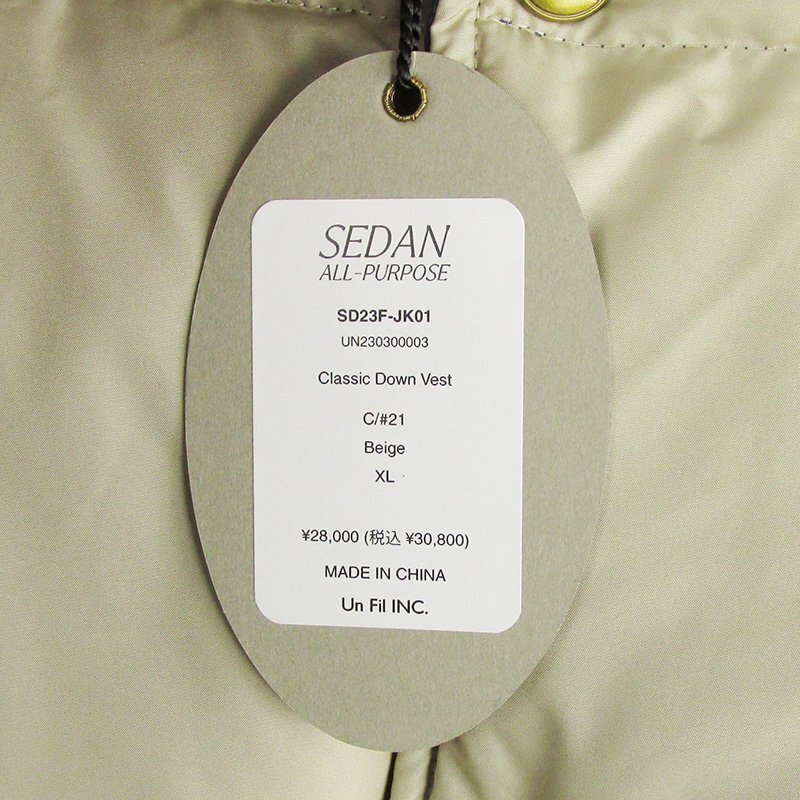 SEDAN
ALL-PURPOSE
SD23F-JK01
UN230300003
Classic Down Vest
C/#21
Beige
XL
¥28,000 (税込 ¥30,800)
MADE IN CHINA
Un Fil INC.